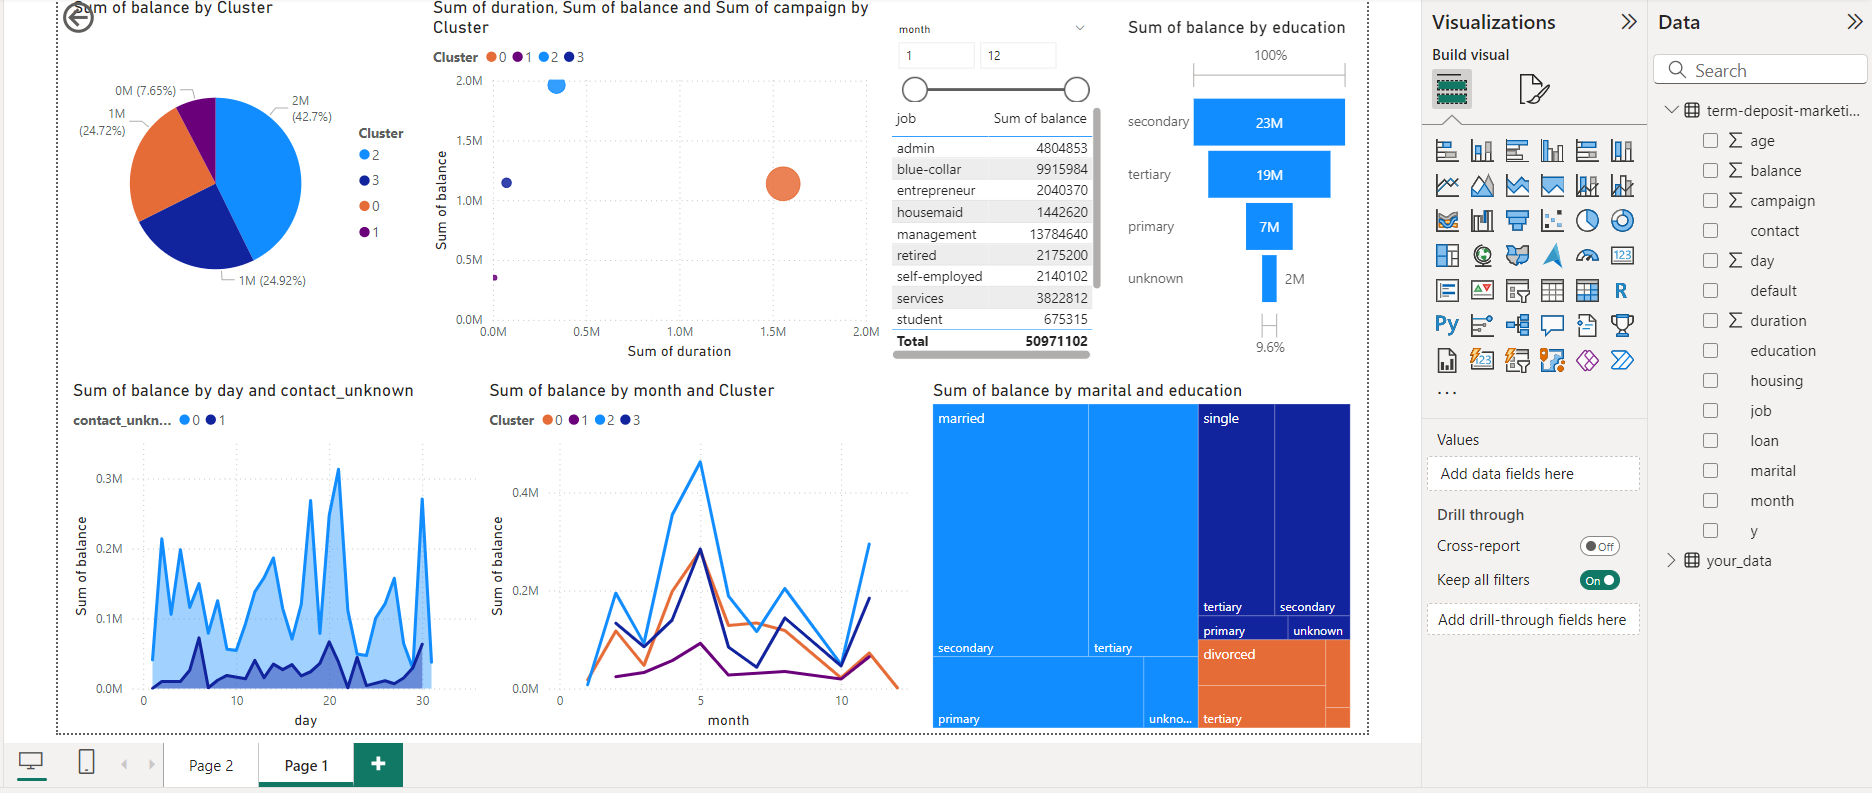 Sum of balance by Cluster
0M (7.65%)
2M
(42.7%)
1M
(24.72%)
1M (24.92%)
Cluster
2
3
0
1
Sum of duration, Sum of balance and Sum of campaign by
Cluster
Cluster 0 1 2 3
Sum of balance
2.0M
1.5M
1.0M
0.5M
0.0M
0.0M 0.5M 1.0M 1.5M 2.0M
Sum of duration
month
1 12
job Sum of balance
admin 4804853
blue-collar 9915984
entrepreneur 2040370
housemaid 1442620
management 13784640
retired 2175200
self-employed 2140102
services 3822812
student 675315
Total 50971102
Sum of balance by education
100%
secondary 23M
tertiary 19M
primary 7M
unknown 2M
9.6%
Sum of balance by day and contact_unknown
contact_unkn... 0 1
Sum of balance
0.3M
0.2M
0.1M
0.0M
0 10 20 30
day
Sum of balance by month and Cluster
Cluster 0 1 2 3
Sum of balance
0.4M
0.2M
0.0M
0 5 10
month
Sum of balance by marital and education
married
secondary
tertiary
primary
unkno...
single
tertiary
secondary
primary
unknown
divorced
tertiary
Page 2
Page 1
+
Visualizations
Build visual
123
R
Py
123
...
Values
Add data fields here
Drill through
Cross-report Off
Keep all filters On
Add drill-through fields here
Data
Search
term-deposit-marketi...
∑ age
∑ balance
∑ campaign
contact
∑ day
default
∑ duration
education
housing
job
loan
marital
month
y
your_data